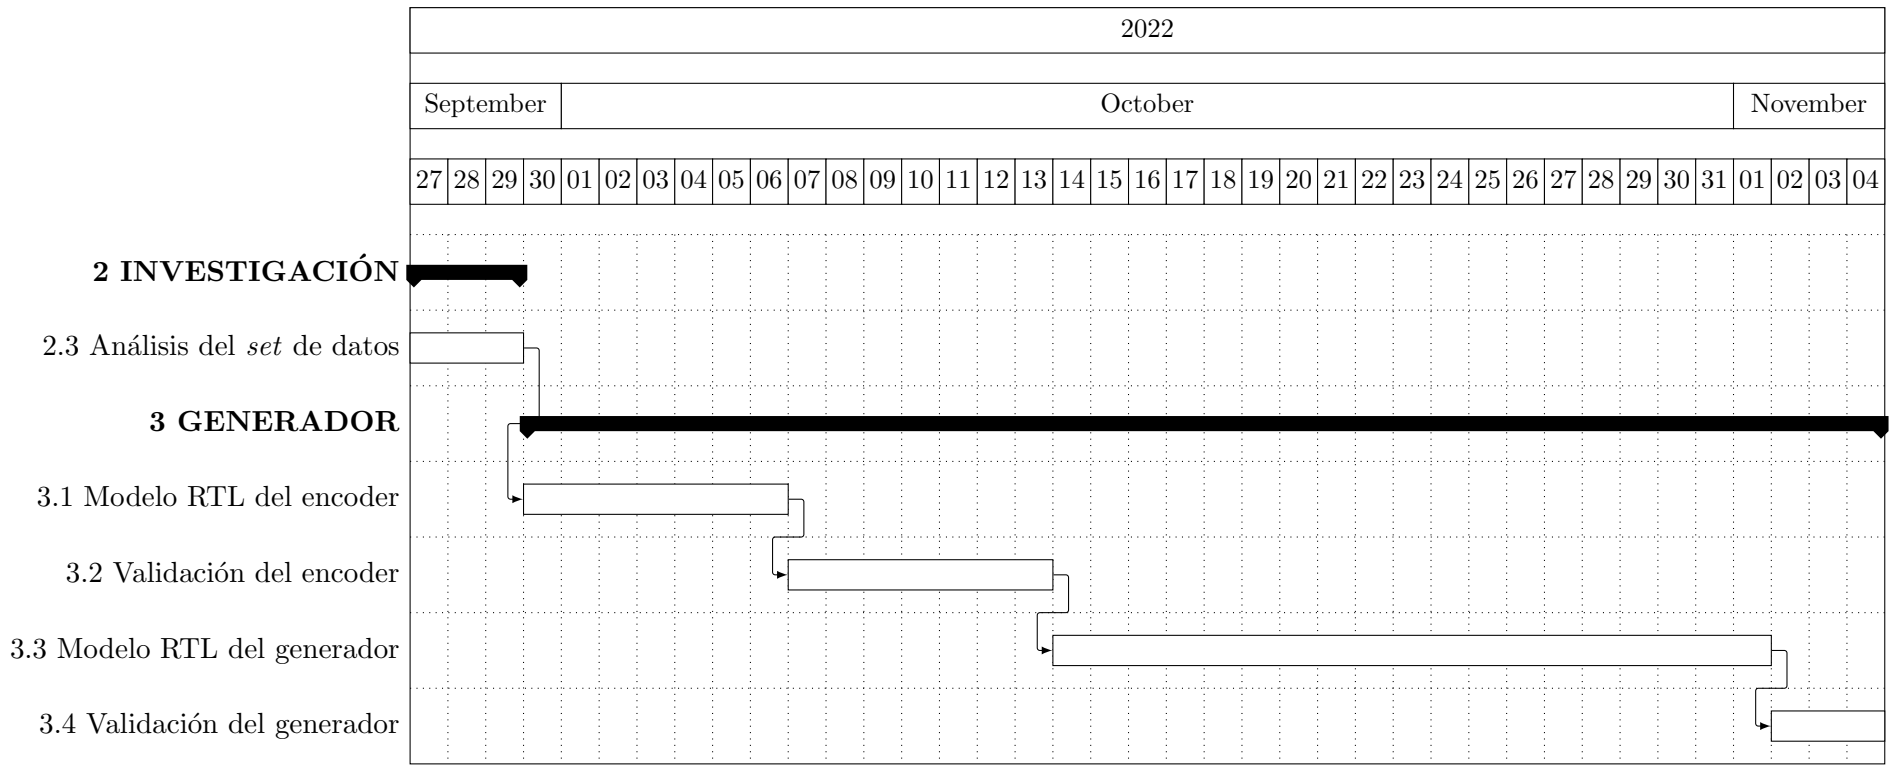 2022
September October November
27 28 29 30 01 02 03 04 05 06 07 08 09 10 11 12 13 14 15 16 17 18 19 20 21 22 23 24 25 26 27 28 29 30 31 01 02 03 04
2 INVESTIGACIÓN
2.3 Análisis del set de datos
3 GENERADOR
3.1 Modelo RTL del encoder
3.2 Validación del encoder
3.3 Modelo RTL del generador
3.4 Validación del generador